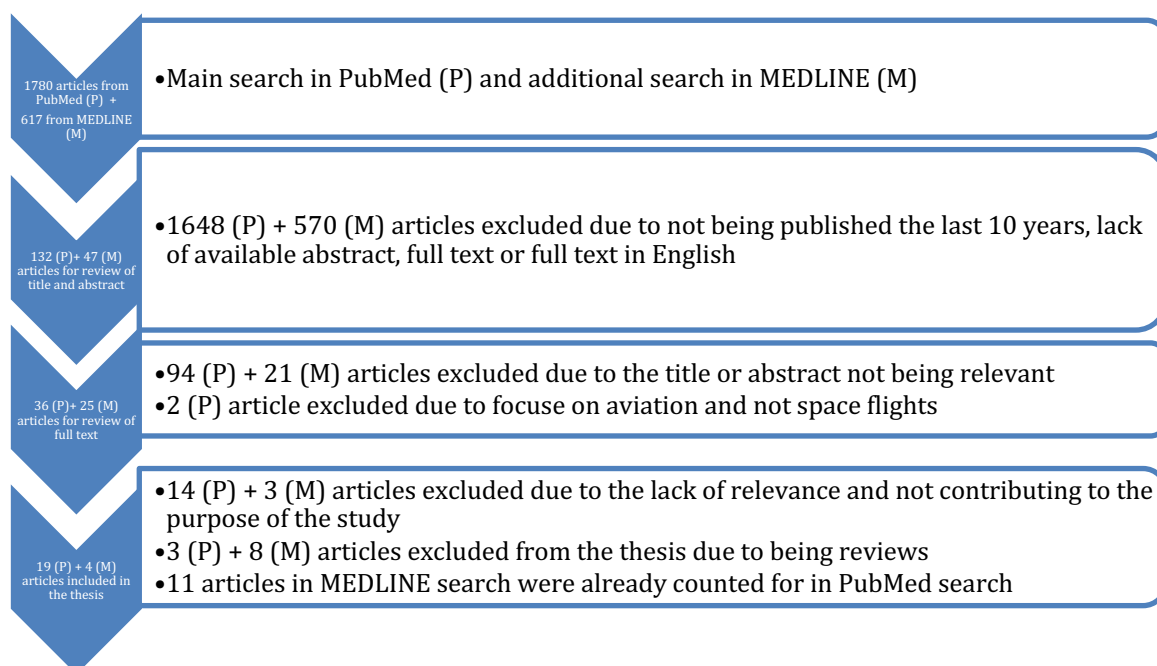 1780 articles from
PubMed (P) +
617 from MEDLINE
(M)
•Main search in PubMed (P) and additional search in MEDLINE (M)
132 (P)+ 47 (M)
articles for review of
title and abstract
•1648 (P) + 570 (M) articles excluded due to not being published the last 10 years, lack
of available abstract, full text or full text in English
36 (P)+ 25 (M)
articles for review of
full text
•94 (P) + 21 (M) articles excluded due to the title or abstract not being relevant
•2 (P) article excluded due to focuse on aviation and not space flights
19 (P) + 4 (M)
articles included in
the thesis
•14 (P) + 3 (M) articles excluded due to the lack of relevance and not contributing to the
purpose of the study
•3 (P) + 8 (M) articles excluded from the thesis due to being reviews
•11 articles in MEDLINE search were already counted for in PubMed search